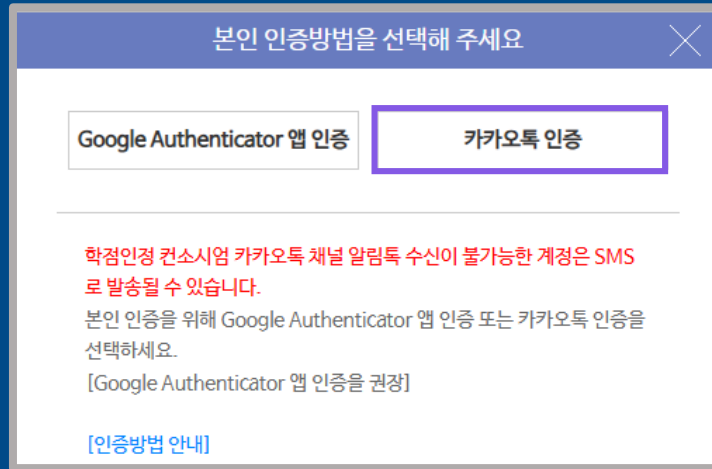 본인 인증방법을 선택해 주세요
Google Authenticator 앱 인증
카카오톡 인증
학점인정 컨소시엄 카카오톡 채널 알림톡 수신이 불가능한 계정은 SMS
로 발송될 수 있습니다.
본인 인증을 위해 Google Authenticator 앱 인증 또는 카카오톡 인증을
선택하세요.
[Google Authenticator 앱 인증을 권장]
[인증방법 안내]